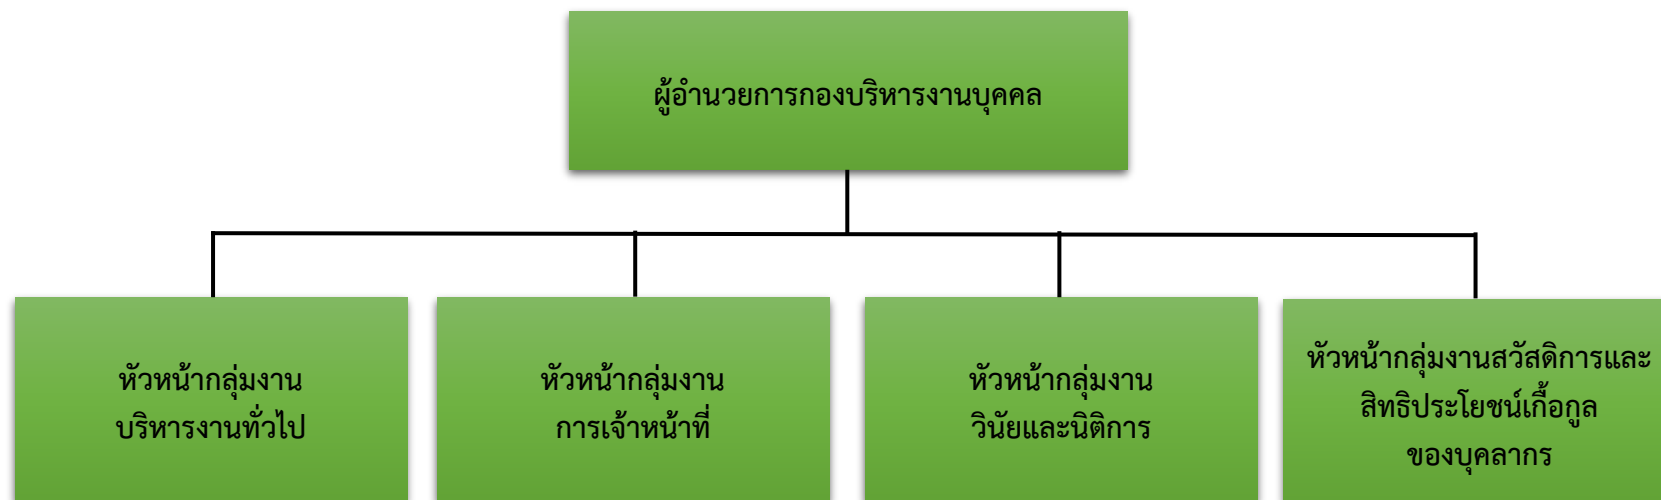 ผู้อำนวยการกองบริหารงานบุคคล
หัวหน้ากลุ่มงาน
บริหารงานทั่วไป
หัวหน้ากลุ่มงาน
การเจ้าหน้าที่
หัวหน้ากลุ่มงาน
วินัยและนิติการ
หัวหน้ากลุ่มงานสวัสดิการและ
สิทธิประโยชน์เกื้อกูล
ของบุคลากร